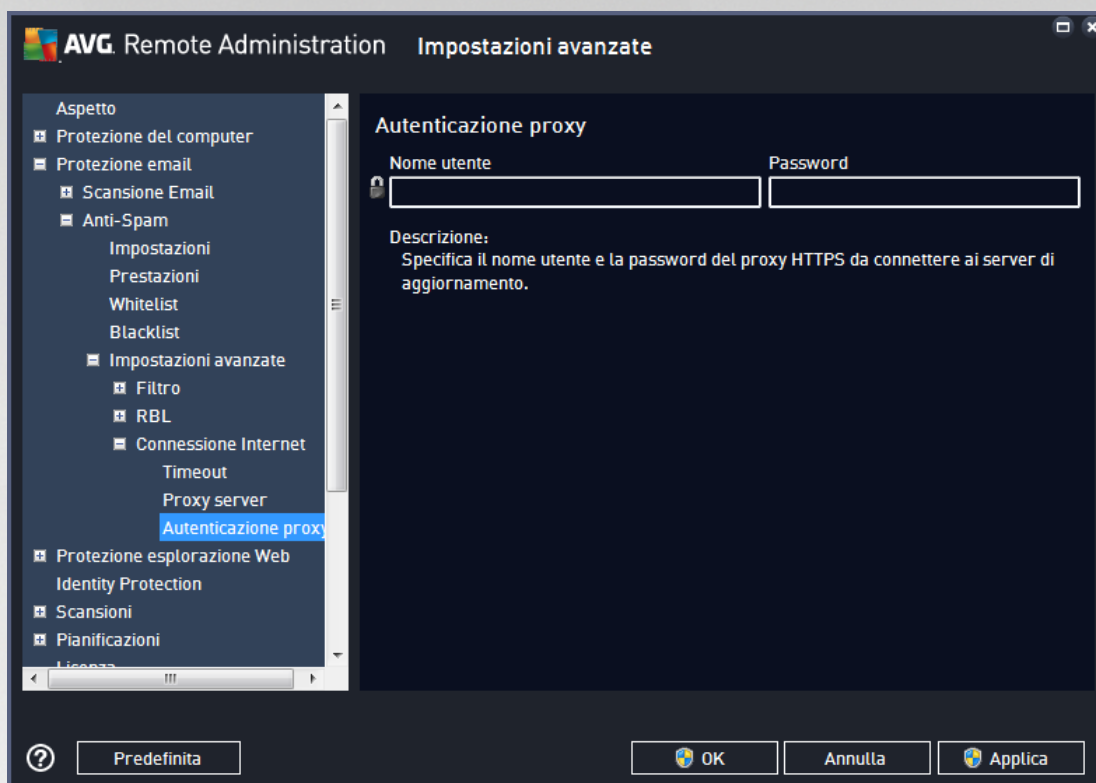 AVG. Remote Administration Impostazioni avanzate
Aspetto
Protezione del computer
Protezione email
Scansione Email
Anti-Spam
Impostazioni
Prestazioni
Whitelist
Blacklist
Impostazioni avanzate
Filtro
RBL
Connessione Internet
Timeout
Proxy server
Autenticazione proxy
Protezione esplorazione Web
Identity Protection
Scansioni
Pianificazioni
Licenza
Autenticazione proxy
Nome utente Password
Descrizione:
Specifica il nome utente e la password del proxy HTTPS da connettere ai server di
aggiornamento.
Predefinita OK Annulla Applica